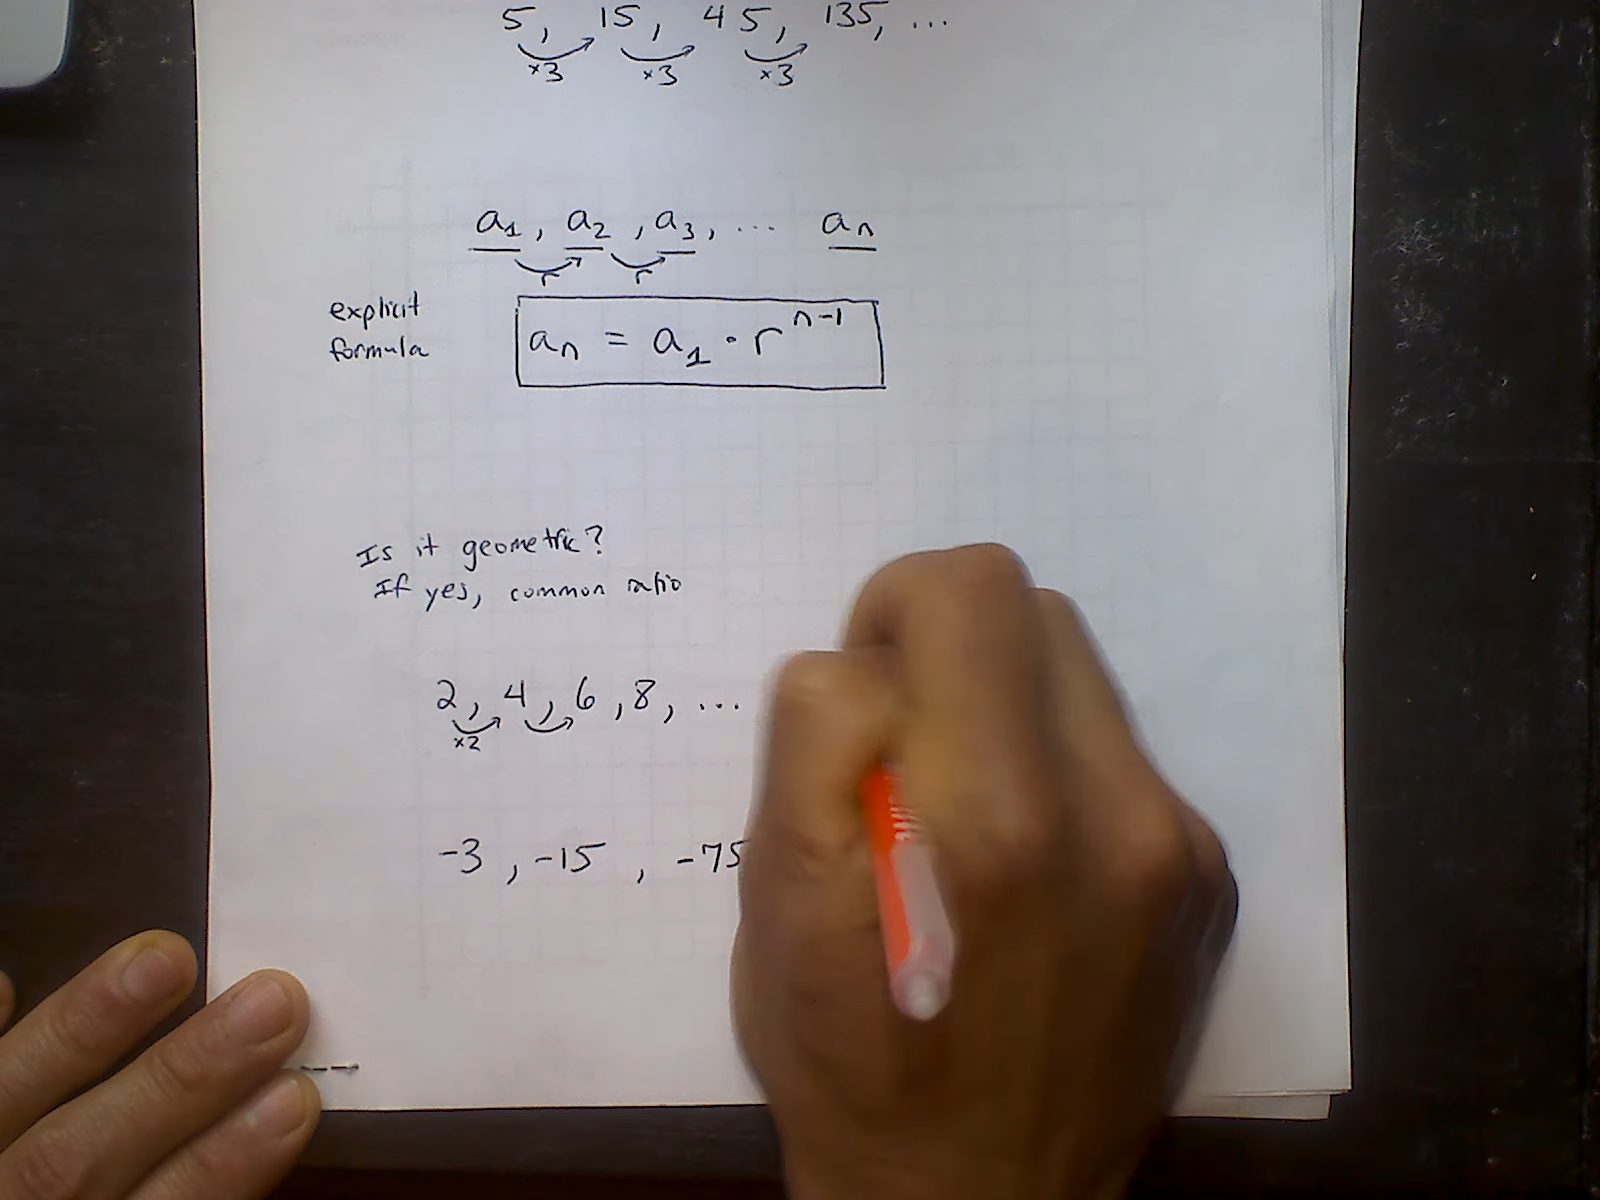 5, 15, 45, 135, ...
×3 ×3 ×3
a1, a2, a3, ... an
r r
explicit
formula
an = a1 · r^n-1
Is it geometric?
If yes, common ratio
2, 4, 6, 8, ...
×2
-3, -15, -75